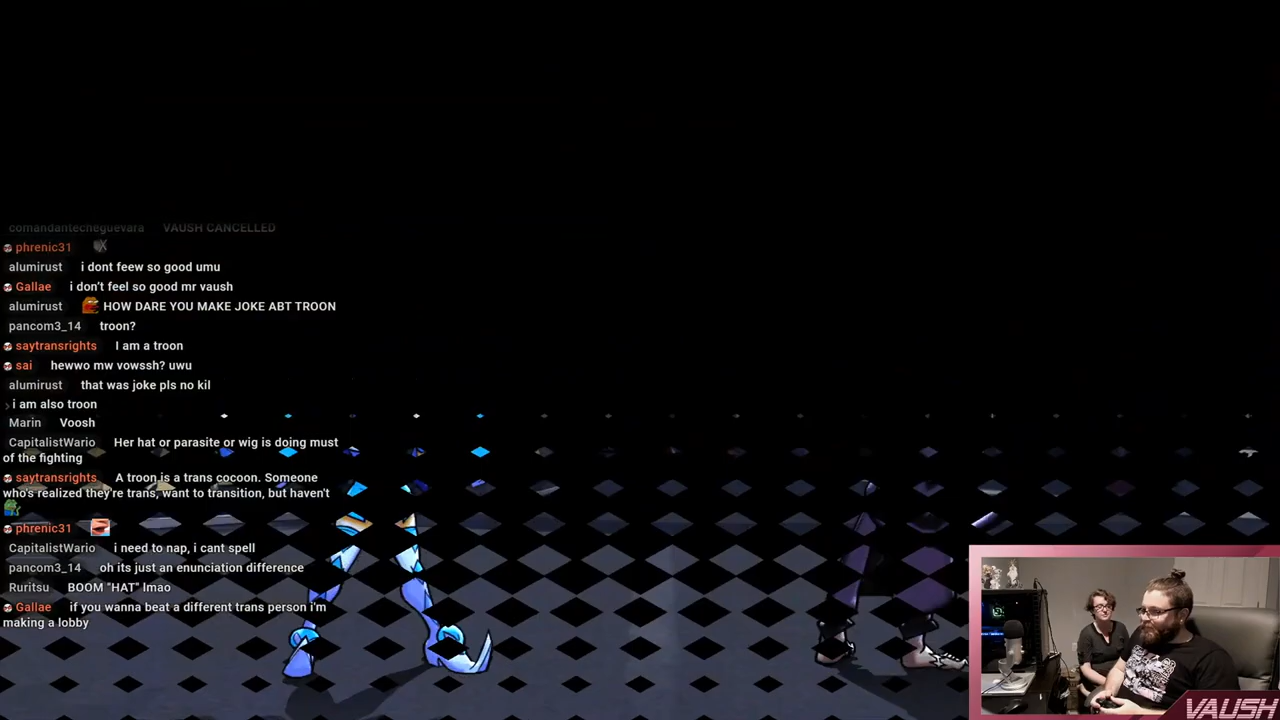 comandantecheguevara VAUSH CANCELLED
phrenic31
alumirust i dont feew so good umu
Gallae i don't feel so good mr vaush
alumirust HOW DARE YOU MAKE JOKE ABT TROON
pancom3_14 troon?
saytransrights I am a troon
sai hewwo mw vowssh? uwu
alumirust that was joke pls no kil
i am also troon
Marin Voosh
CapitalistWario Her hat or parasite or wig is doing must
of the fighting
saytransrights A troon is a trans cocoon. Someone
who's realized they're trans, want to transition, but haven't
phrenic31
CapitalistWario i need to nap, i cant spell
pancom3_14 oh its just an enunciation difference
Ruritsu BOOM "HAT" lmao
Gallae if you wanna beat a different trans person i'm
making a lobby
VAUSH